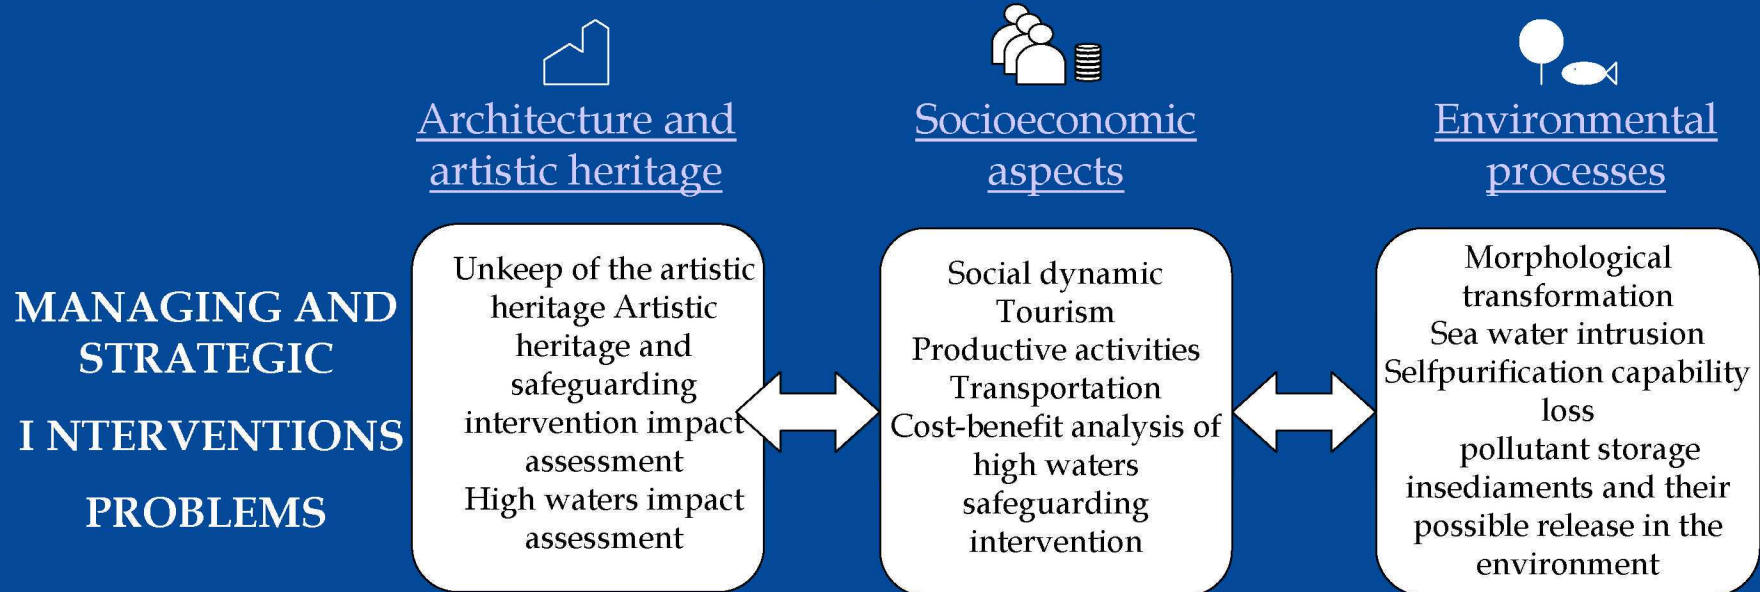 Architecture and
artistic heritage
Socioeconomic
aspects
Environmental
processes
MANAGING AND
STRATEGIC
I NTERVENTIONS
PROBLEMS
Unkeep of the artistic
heritage Artistic
heritage and
safeguarding
intervention impact
assessment
High waters impact
assessment
Social dynamic
Tourism
Productive activities
Transportation
Cost-benefit analysis of
high waters
safeguarding
intervention
Morphological
transformation
Sea water intrusion
Selfpurification capability
loss
pollutant storage
insediaments and their
possible release in the
environment